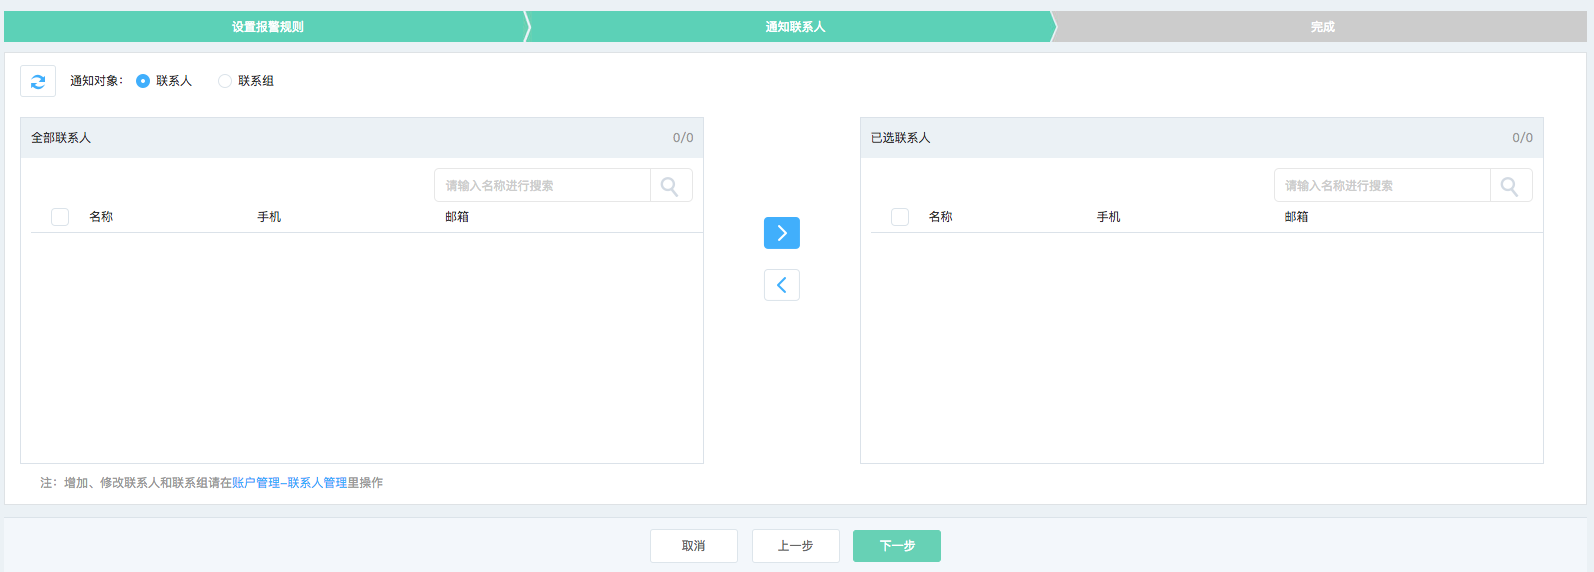 设置报警规则
通知联系人
完成
通知对象： 联系人 联系组
全部联系人 0/0
请输入名称进行搜索
名称 手机 邮箱
已选联系人 0/0
请输入名称进行搜索
名称 手机 邮箱
注：增加、修改联系人和联系组请在账户管理-联系人管理里操作
取消 上一步 下一步